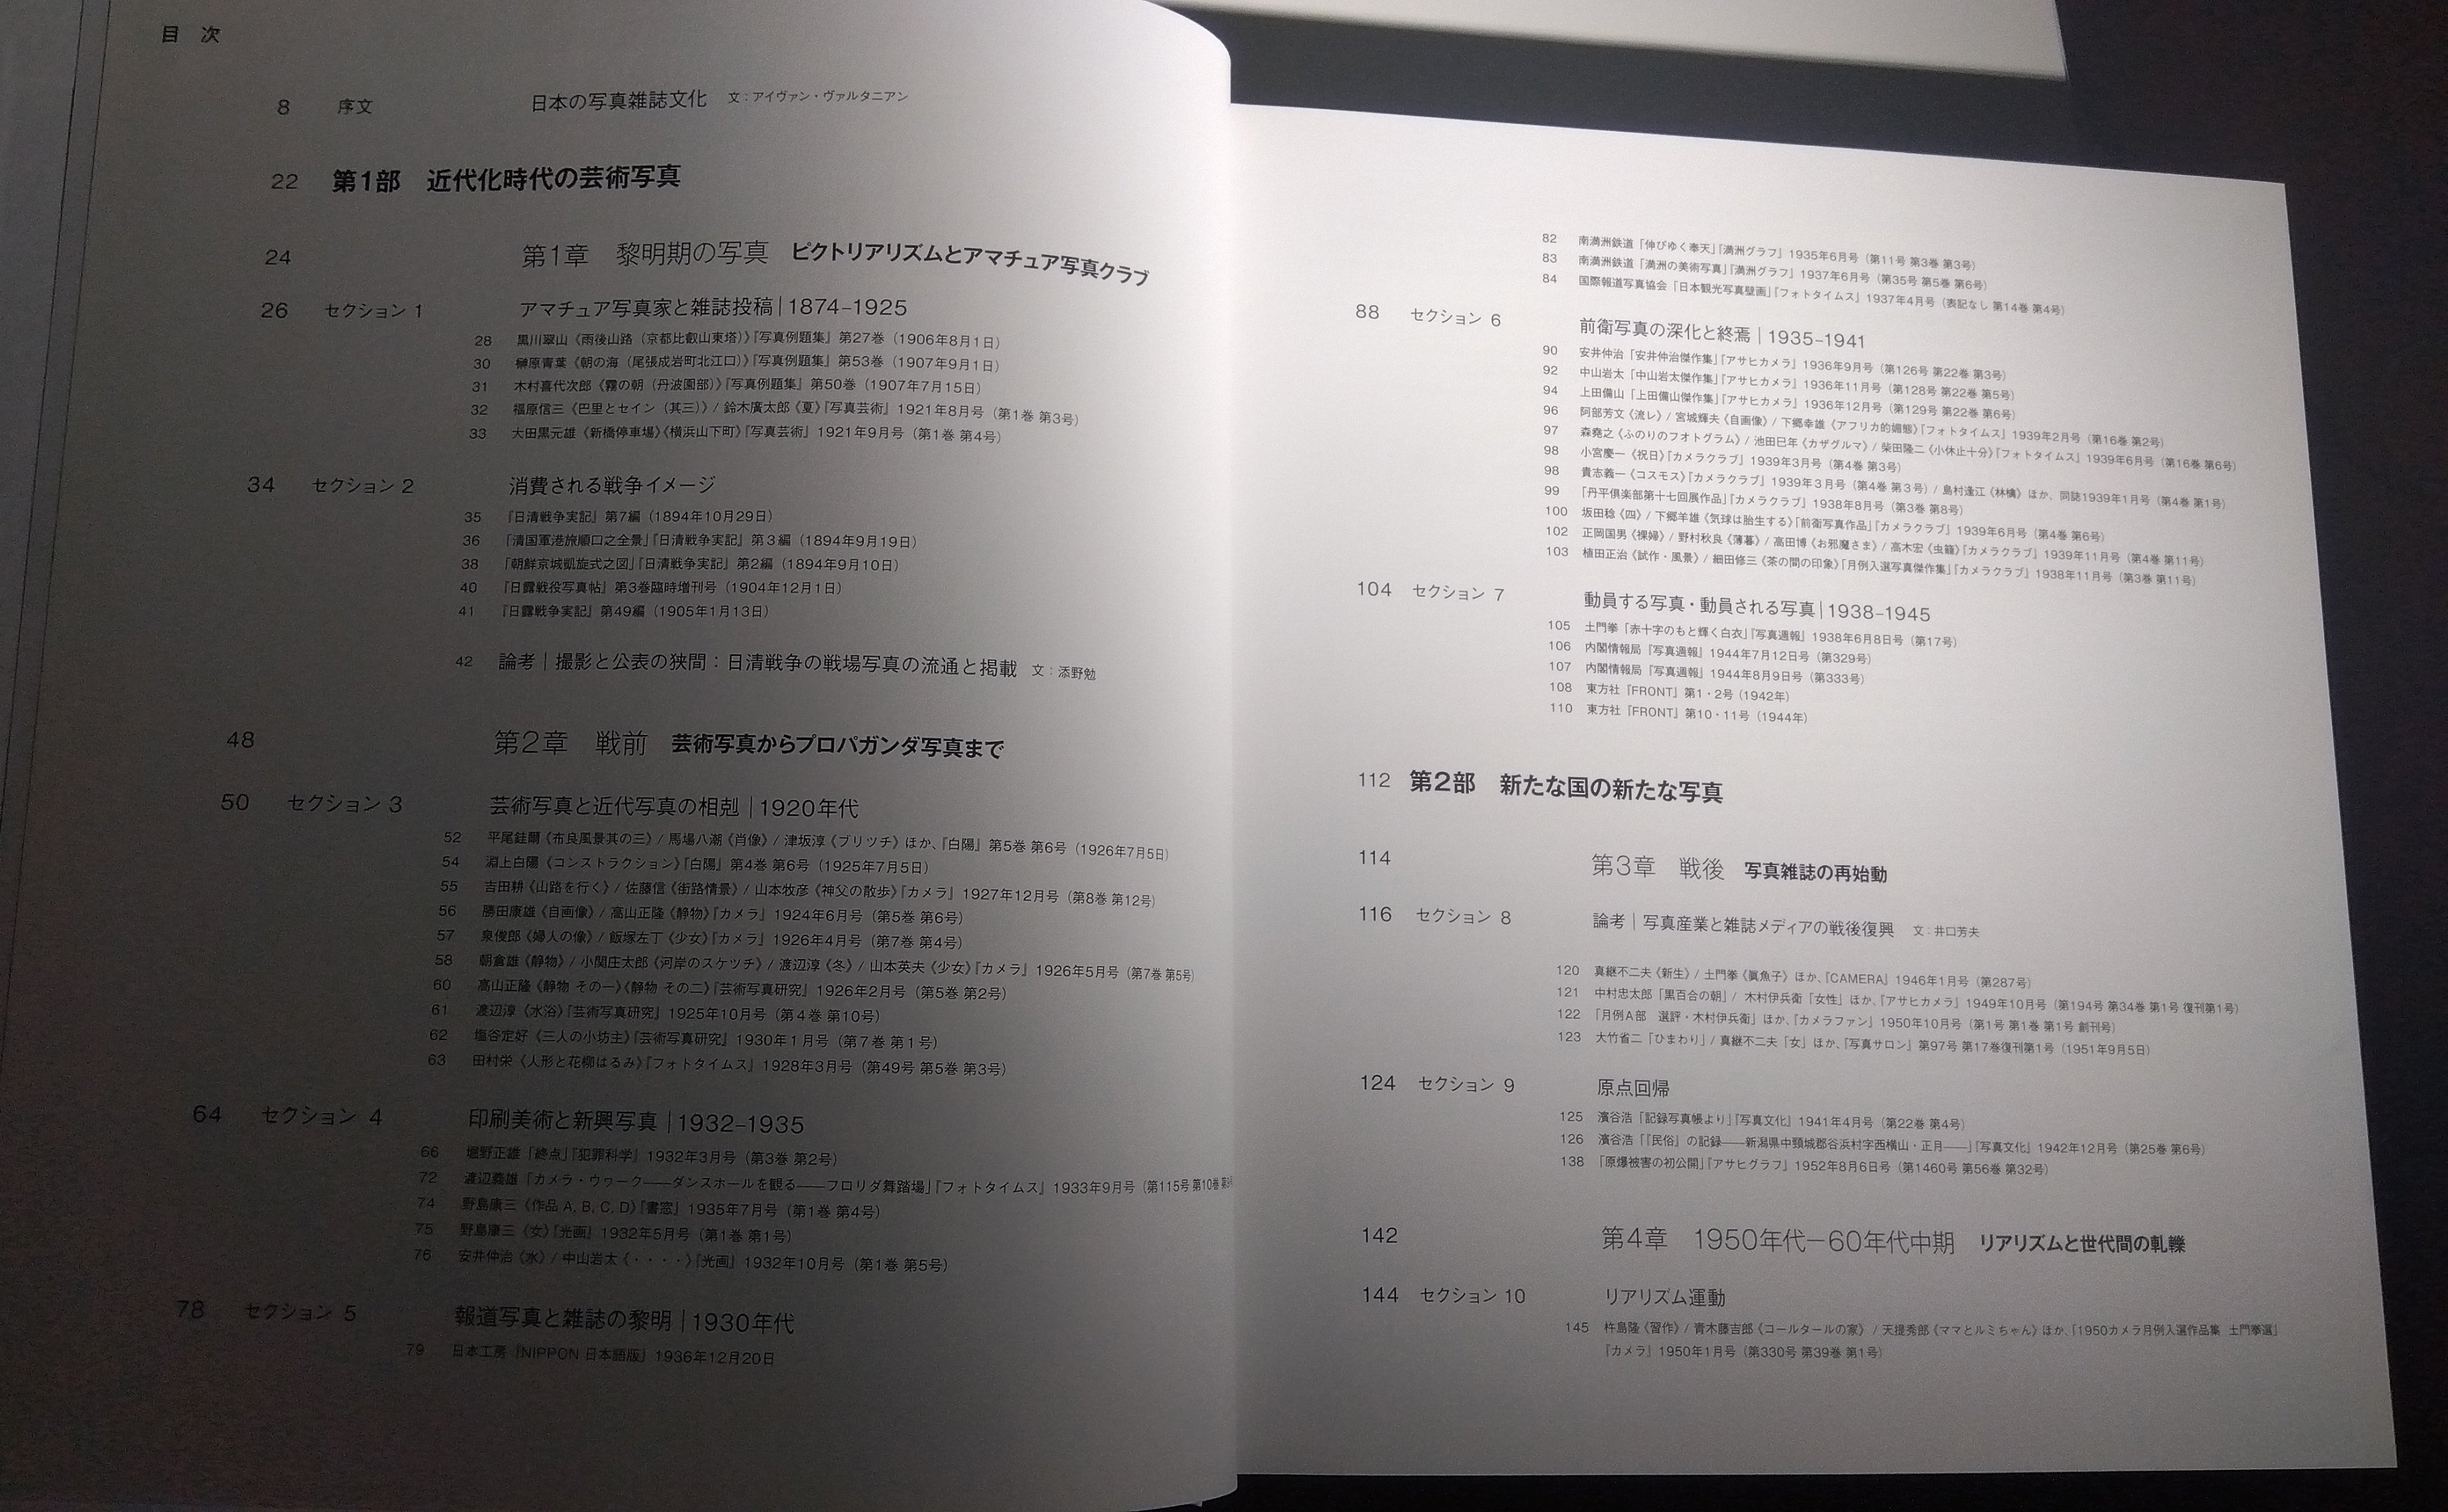 目 次
8 序文 日本の写真雑誌文化 文：アイヴァン・ヴァルタニアン
22 第1部 近代化時代の芸術写真
24 第1章 黎明期の写真 ピクトリアリズムとアマチュア写真クラブ
26 セクション 1 アマチュア写真家と雑誌投稿｜1874–1925
28 黒川翠山《雨後山路（京都比叡山東塔）》『写真例題集』第27巻（1906年8月1日）
30 榊原青葉《朝の海（尾張成岩町北江口）》『写真例題集』第53巻（1907年9月1日）
31 木村喜代次郎《霧の朝（丹波園部）》『写真例題集』第50巻（1907年7月15日）
32 福原信三《巴里とセイン（其三）》/ 鈴木廣太郎《夏》『写真芸術』1921年8月号（第1巻 第3号）
33 大田黒元雄《新橋停車場》《横浜山下町》『写真芸術』1921年9月号（第1巻 第4号）
34 セクション 2 消費される戦争イメージ
35 『日清戦争実記』第7編（1894年10月29日）
36 「清国軍港旅順口之全景」『日清戦争実記』第3編（1894年9月19日）
38 「朝鮮京城凱旋式之図」『日清戦争実記』第2編（1894年9月10日）
40 『日露戦役写真帖』第3巻臨時増刊号（1904年12月1日）
41 『日露戦争実記』第49編（1905年1月13日）
42 論考｜撮影と公表の狭間：日清戦争の戦場写真の流通と掲載 文：添野勉
48 第2章 戦前 芸術写真からプロパガンダ写真まで
50 セクション 3 芸術写真と近代写真の相剋｜1920年代
52 平尾銈爾《布良風景其の三》/ 馬場八潮《肖像》/ 津坂淳《ブリツチ》ほか、『白陽』第5巻 第6号（1926年7月5日）
54 淵上白陽《コンストラクション》『白陽』第4巻 第6号（1925年7月5日）
55 吉田耕《山路を行く》/ 佐藤信《街路情景》/ 山本牧彦《神父の散歩》『カメラ』1927年12月号（第8巻 第12号）
56 勝田康雄《自画像》/ 高山正隆《静物》『カメラ』1924年6月号（第5巻 第6号）
57 泉俊郎《婦人の像》/ 飯塚左丁《少女》『カメラ』1926年4月号（第7巻 第4号）
58 朝倉雄《静物》/ 小関庄太郎《河岸のスケツチ》/ 渡辺淳《冬》/ 山本英夫《少女》『カメラ』1926年5月号（第7巻 第5号）
60 高山正隆《静物 その一》《静物 その二》『芸術写真研究』1926年2月号（第5巻 第2号）
61 渡辺淳《水浴》『芸術写真研究』1925年10月号（第4巻 第10号）
62 塩谷定好《三人の小坊主》『芸術写真研究』1930年1月号（第7巻 第1号）
63 田村栄《人形と花柳はるみ》『フォトタイムス』1928年3月号（第49号 第5巻 第3号）
64 セクション 4 印刷美術と新興写真｜1932–1935
66 堀野正雄「終点」『犯罪科学』1932年3月号（第3巻 第2号）
72 渡辺義雄「カメラ・ウヮーク――ダンスホールを観る――フロリダ舞踏場」『フォトタイムス』1933年9月号（第115号 第10巻
74 野島康三《作品 A, B, C, D》『書窓』1935年7月号（第1巻 第4号）
75 野島康三《女》『光画』1932年5月号（第1巻 第1号）
76 安井仲治《水》/ 中山岩太《・・・・》『光画』1932年10月号（第1巻 第5号）
78 セクション 5 報道写真と雑誌の黎明｜1930年代
79 日本工房『NIPPON 日本語版』1936年12月20日
82 南満洲鉄道「伸びゆく奉天」『満洲グラフ』1935年6月号（第11号 第3巻 第3号）
83 南満洲鉄道「満洲の美術写真」『満洲グラフ』1937年6月号（第35号 第5巻 第6号）
84 国際報道写真協会「日本観光写真壁画」『フォトタイムス』1937年4月号（表記なし 第14巻 第4号）
88 セクション 6 前衛写真の深化と終焉｜1935–1941
90 安井仲治「安井仲治傑作集」『アサヒカメラ』1936年9月号（第126号 第22巻 第3号）
92 中山岩太「中山岩太傑作集」『アサヒカメラ』1936年11月号（第128号 第22巻 第5号）
94 上田備山「上田備山傑作集」『アサヒカメラ』1936年12月号（第129号 第22巻 第6号）
96 阿部芳文《流レ》/ 宮城輝夫《自画像》/ 下郷幸雄《アフリカ的媚態》『フォトタイムス』1939年2月号（第16巻 第2号）
97 森堯之《ふのりのフオトグラム》/ 池田巳年《カザグルマ》/ 柴田隆二《小休止十分》『フォトタイムス』1939年6月号（第16巻 第6号）
98 小宮慶一《祝日》『カメラクラブ』1939年3月号（第4巻 第3号）
98 貴志義一《コスモス》『カメラクラブ』1939年3月号（第4巻 第3号）/ 島村逢江《林檎》ほか、同誌1939年1月号（第4巻 第1号）
99 「丹平倶楽部第十七回展作品」『カメラクラブ』1938年8月号（第3巻 第8号）
100 坂田稔《四》/ 下郷羊雄《気球は胎生する》「前衛写真作品」『カメラクラブ』1939年6月号（第4巻 第6号）
102 正岡国男《裸婦》/ 野村秋良《薄暮》/ 高田博《お邪魔さま》/ 高木宏《虫籠》『カメラクラブ』1939年11月号（第4巻 第11号）
103 植田正治《試作・風景》/ 細田修三《茶の間の印象》「月例入選写真傑作集」『カメラクラブ』1938年11月号（第3巻 第11号）
104 セクション 7 動員する写真・動員される写真｜1938–1945
105 土門拳「赤十字のもと輝く白衣」『写真週報』1938年6月8日号（第17号）
106 内閣情報局『写真週報』1944年7月12日号（第329号）
107 内閣情報局『写真週報』1944年8月9日号（第333号）
108 東方社『FRONT』第1・2号（1942年）
110 東方社『FRONT』第10・11号（1944年）
112 第2部 新たな国の新たな写真
114 第3章 戦後 写真雑誌の再始動
116 セクション 8 論考｜写真産業と雑誌メディアの戦後復興 文：井口芳夫
120 真継不二夫《新生》/ 土門拳《眞魚子》ほか、『CAMERA』1946年1月号（第287号）
121 中村忠太郎「黒百合の朝」/ 木村伊兵衛「女性」ほか、『アサヒカメラ』1949年10月号（第194号 第34巻 第1号 復刊第1号）
122 「月例A部 選評・木村伊兵衛」ほか、『カメラファン』1950年10月号（第1号 第1巻 第1号 創刊号）
123 大竹省二「ひまわり」/ 真継不二夫「女」ほか、『写真サロン』第97号 第17巻復刊第1号（1951年9月5日）
124 セクション 9 原点回帰
125 濱谷浩「記録写真帳より」『写真文化』1941年4月号（第22巻 第4号）
126 濱谷浩「『民俗』の記録――新潟県中頸城郡谷浜村字西横山・正月――」『写真文化』1942年12月号（第25巻 第6号）
138 「原爆被害の初公開」『アサヒグラフ』1952年8月6日号（第1460号 第56巻 第32号）
142 第4章 1950年代−60年代中期 リアリズムと世代間の軋轢
144 セクション 10 リアリズム運動
145 杵島隆《習作》/ 青木藤吉郎《コールタールの家》 / 天提秀郎《ママとルミちゃん》ほか、「1950カメラ月例入選作品集 土門拳選」
『カメラ』1950年1月号（第330号 第39巻 第1号）